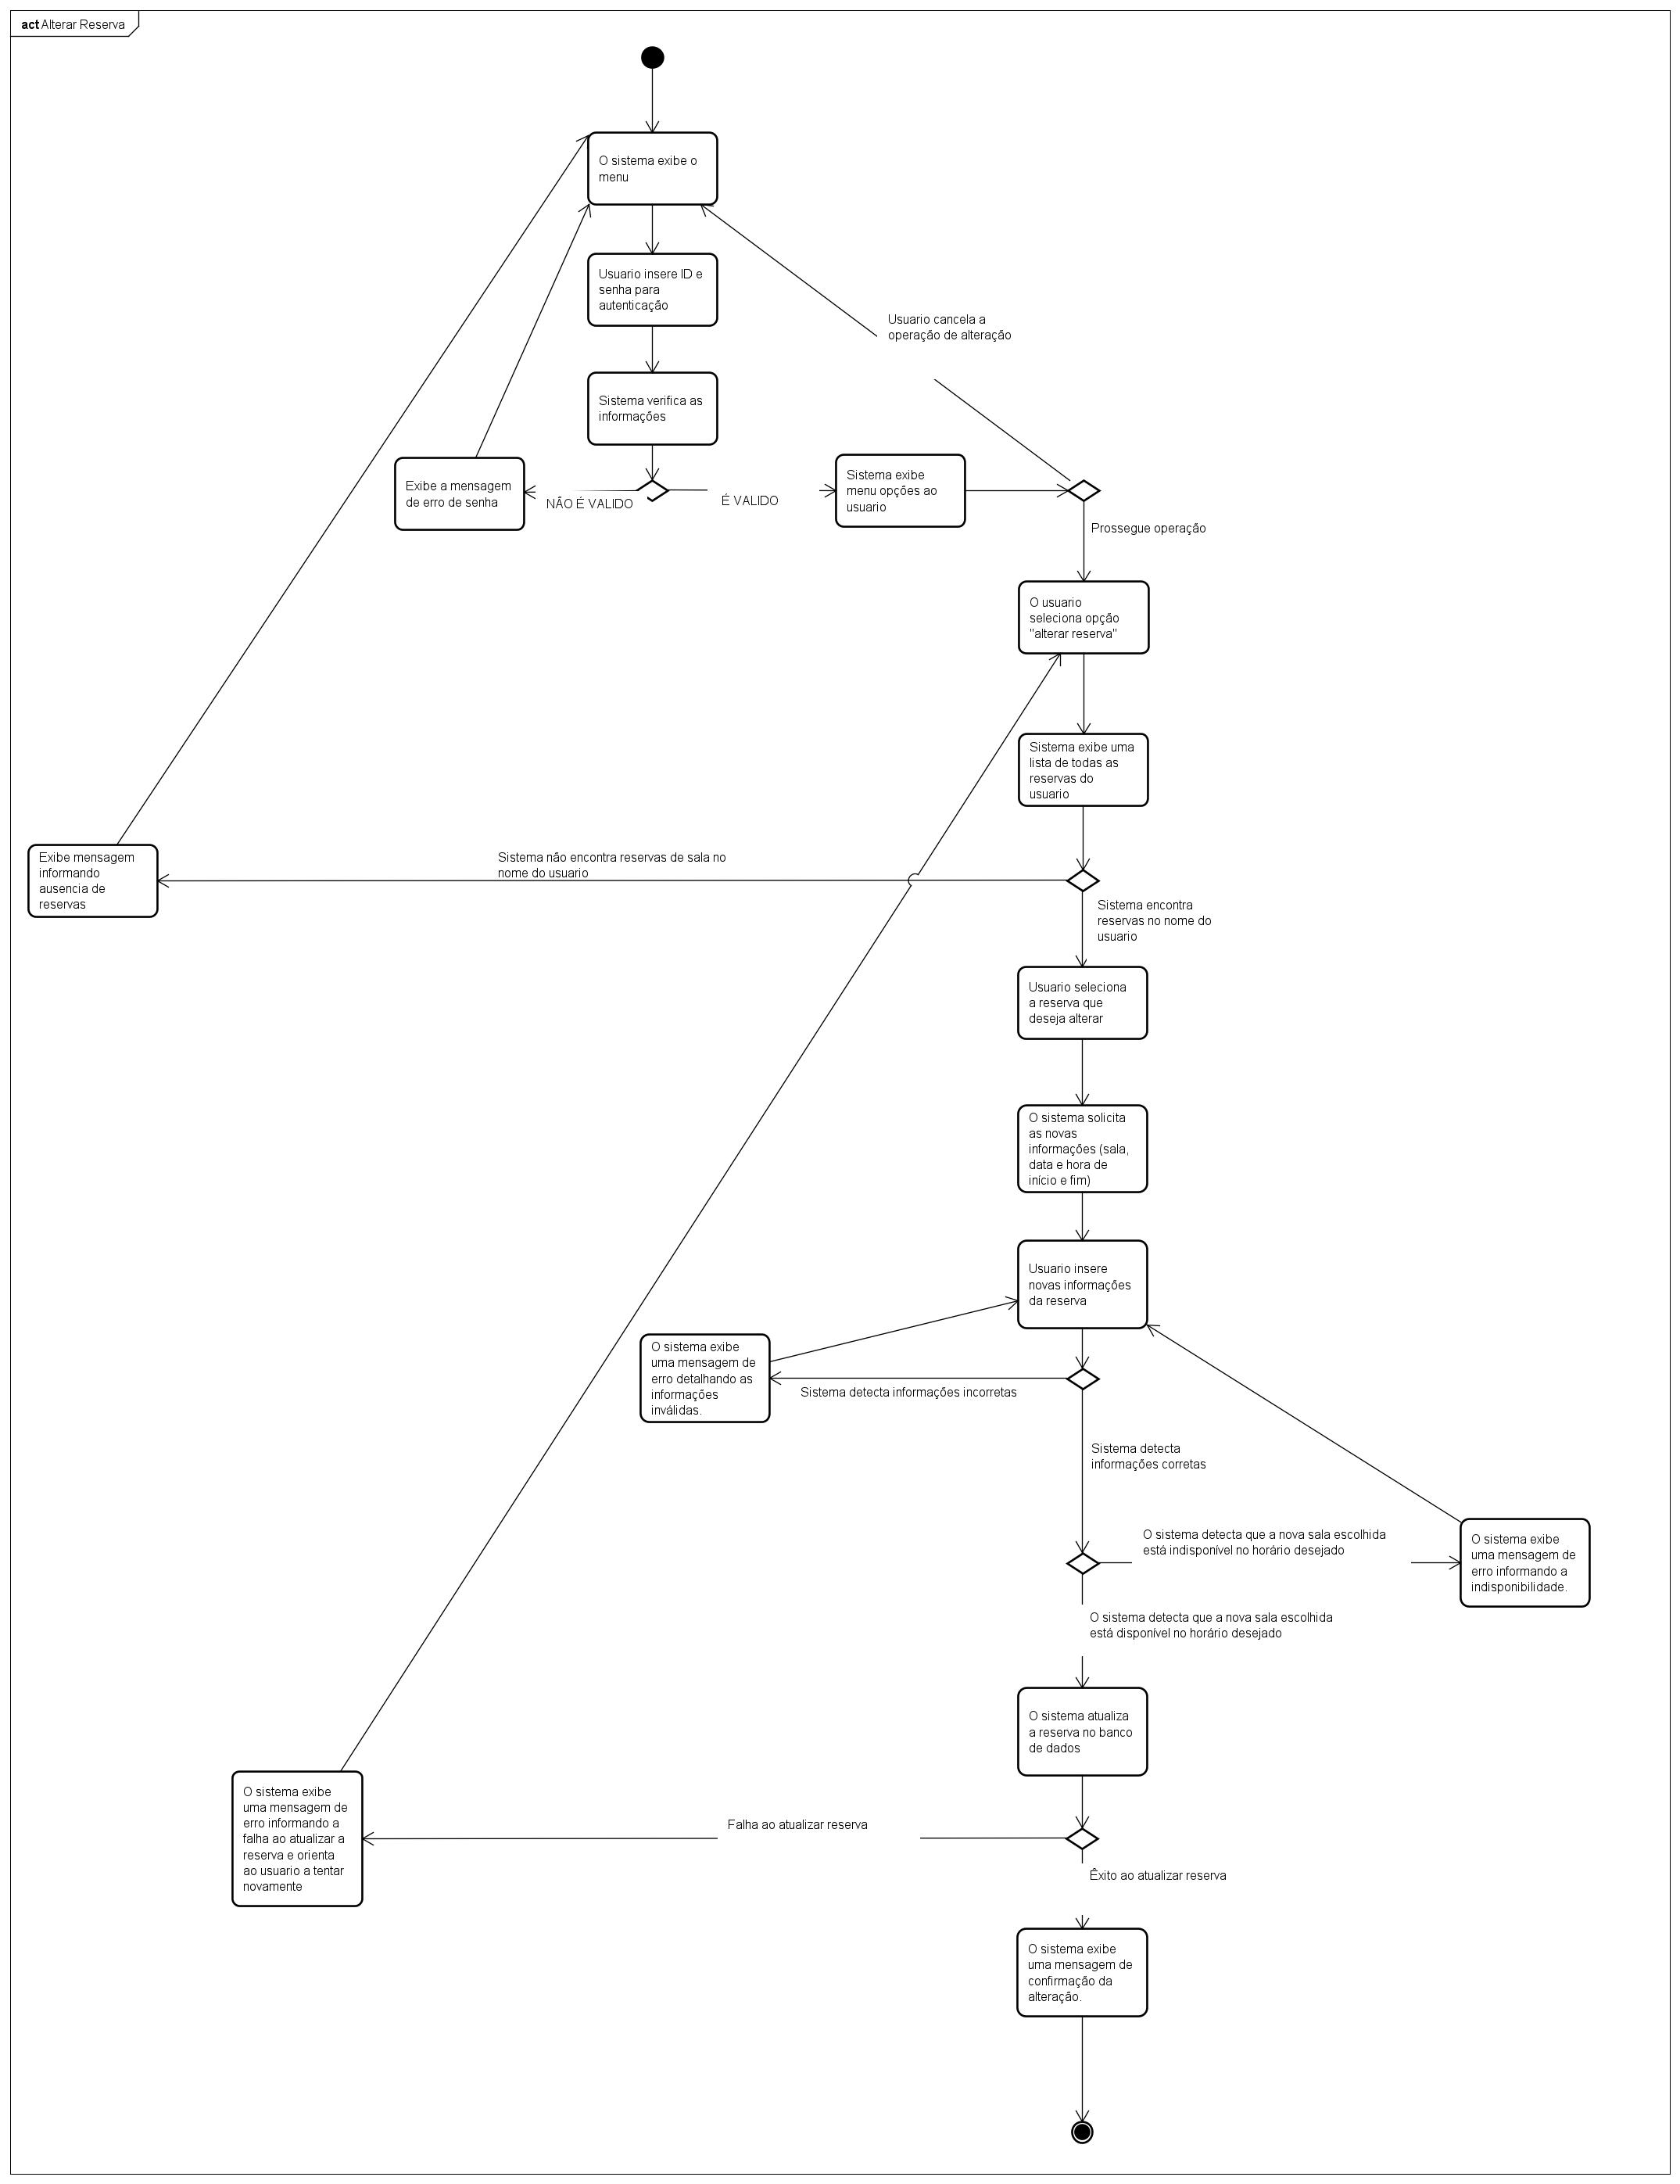 act Alterar Reserva
O sistema exibe o
menu
Usuario insere ID e
senha para
autenticação
Usuario cancela a
operação de alteração
Sistema verifica as
informações
Exibe a mensagem
de erro de senha
NÃO É VALIDO
É VALIDO
Sistema exibe
menu opções ao
usuario
Prossegue operação
O usuario
seleciona opção
"alterar reserva"
Sistema exibe uma
lista de todas as
reservas do
usuario
Exibe mensagem
informando
ausencia de
reservas
Sistema não encontra reservas de sala no
nome do usuario
Sistema encontra
reservas no nome do
usuario
Usuario seleciona
a reserva que
deseja alterar
O sistema solicita
as novas
informações (sala,
data e hora de
início e fim)
Usuario insere
novas informações
da reserva
O sistema exibe
uma mensagem de
erro detalhando as
informações
inválidas.
Sistema detecta informações incorretas
Sistema detecta
informações corretas
O sistema detecta que a nova sala escolhida
está indisponível no horário desejado
O sistema exibe
uma mensagem de
erro informando a
indisponibilidade.
O sistema detecta que a nova sala escolhida
está disponível no horário desejado
O sistema atualiza
a reserva no banco
de dados
O sistema exibe
uma mensagem de
erro informando a
falha ao atualizar a
reserva e orienta
ao usuario a tentar
novamente
Falha ao atualizar reserva
Êxito ao atualizar reserva
O sistema exibe
uma mensagem de
confirmação da
alteração.